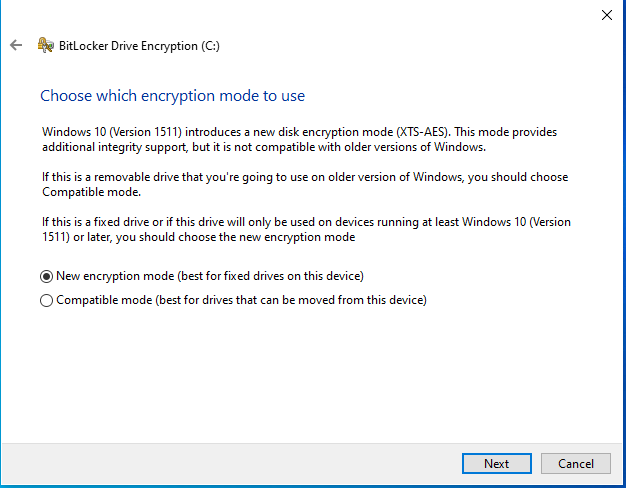 BitLocker Drive Encryption (C:)
Choose which encryption mode to use
Windows 10 (Version 1511) introduces a new disk encryption mode (XTS-AES). This mode provides
additional integrity support, but it is not compatible with older versions of Windows.
If this is a removable drive that you're going to use on older version of Windows, you should choose
Compatible mode.
If this is a fixed drive or if this drive will only be used on devices running at least Windows 10 (Version
1511) or later, you should choose the new encryption mode
New encryption mode (best for fixed drives on this device)
Compatible mode (best for drives that can be moved from this device)
Next
Cancel